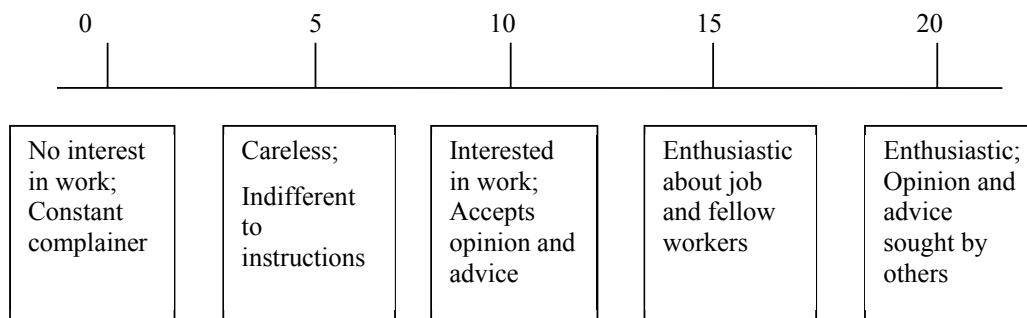 0 5 10 15 20
No interest
in work;
Constant
complainer
Careless;
Indifferent
to
instructions
Interested
in work;
Accepts
opinion and
advice
Enthusiastic
about job
and fellow
workers
Enthusiastic;
Opinion and
advice
sought by
others